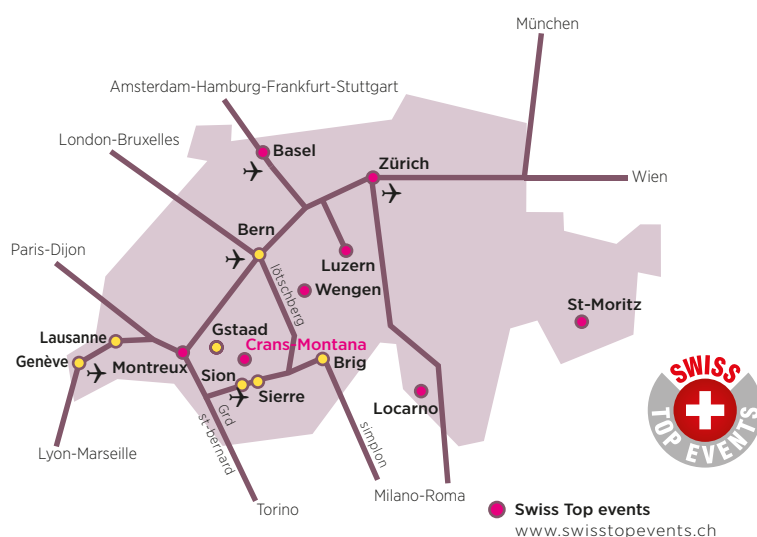 München
Amsterdam-Hamburg-Frankfurt-Stuttgart
London-Bruxelles
Basel
Zürich
Wien
Bern
Paris-Dijon
Luzern
lötschberg
Wengen
St-Moritz
Lausanne
Gstaad
Crans-Montana
Genève
Montreux
Brig
Sion
Sierre
Locarno
Grd
st-bernard
simplon
Lyon-Marseille
Milano-Roma
Torino
SWISS
TOP EVENTS
Swiss Top events
www.swisstopevents.ch